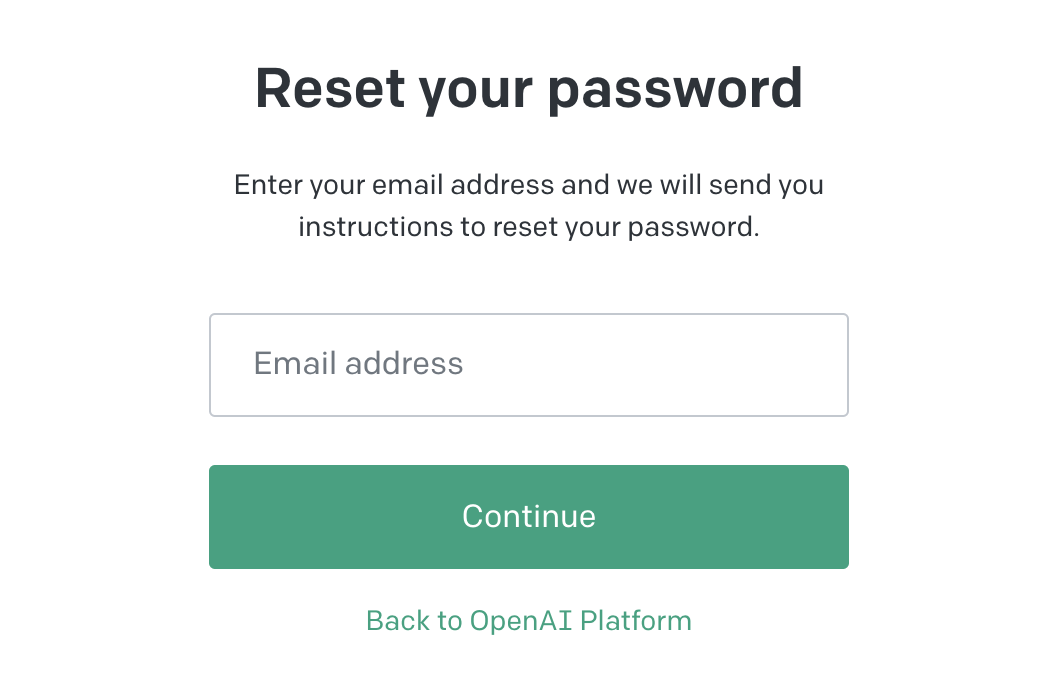 Reset your password
Enter your email address and we will send you
instructions to reset your password.
Email address
Continue
Back to OpenAI Platform